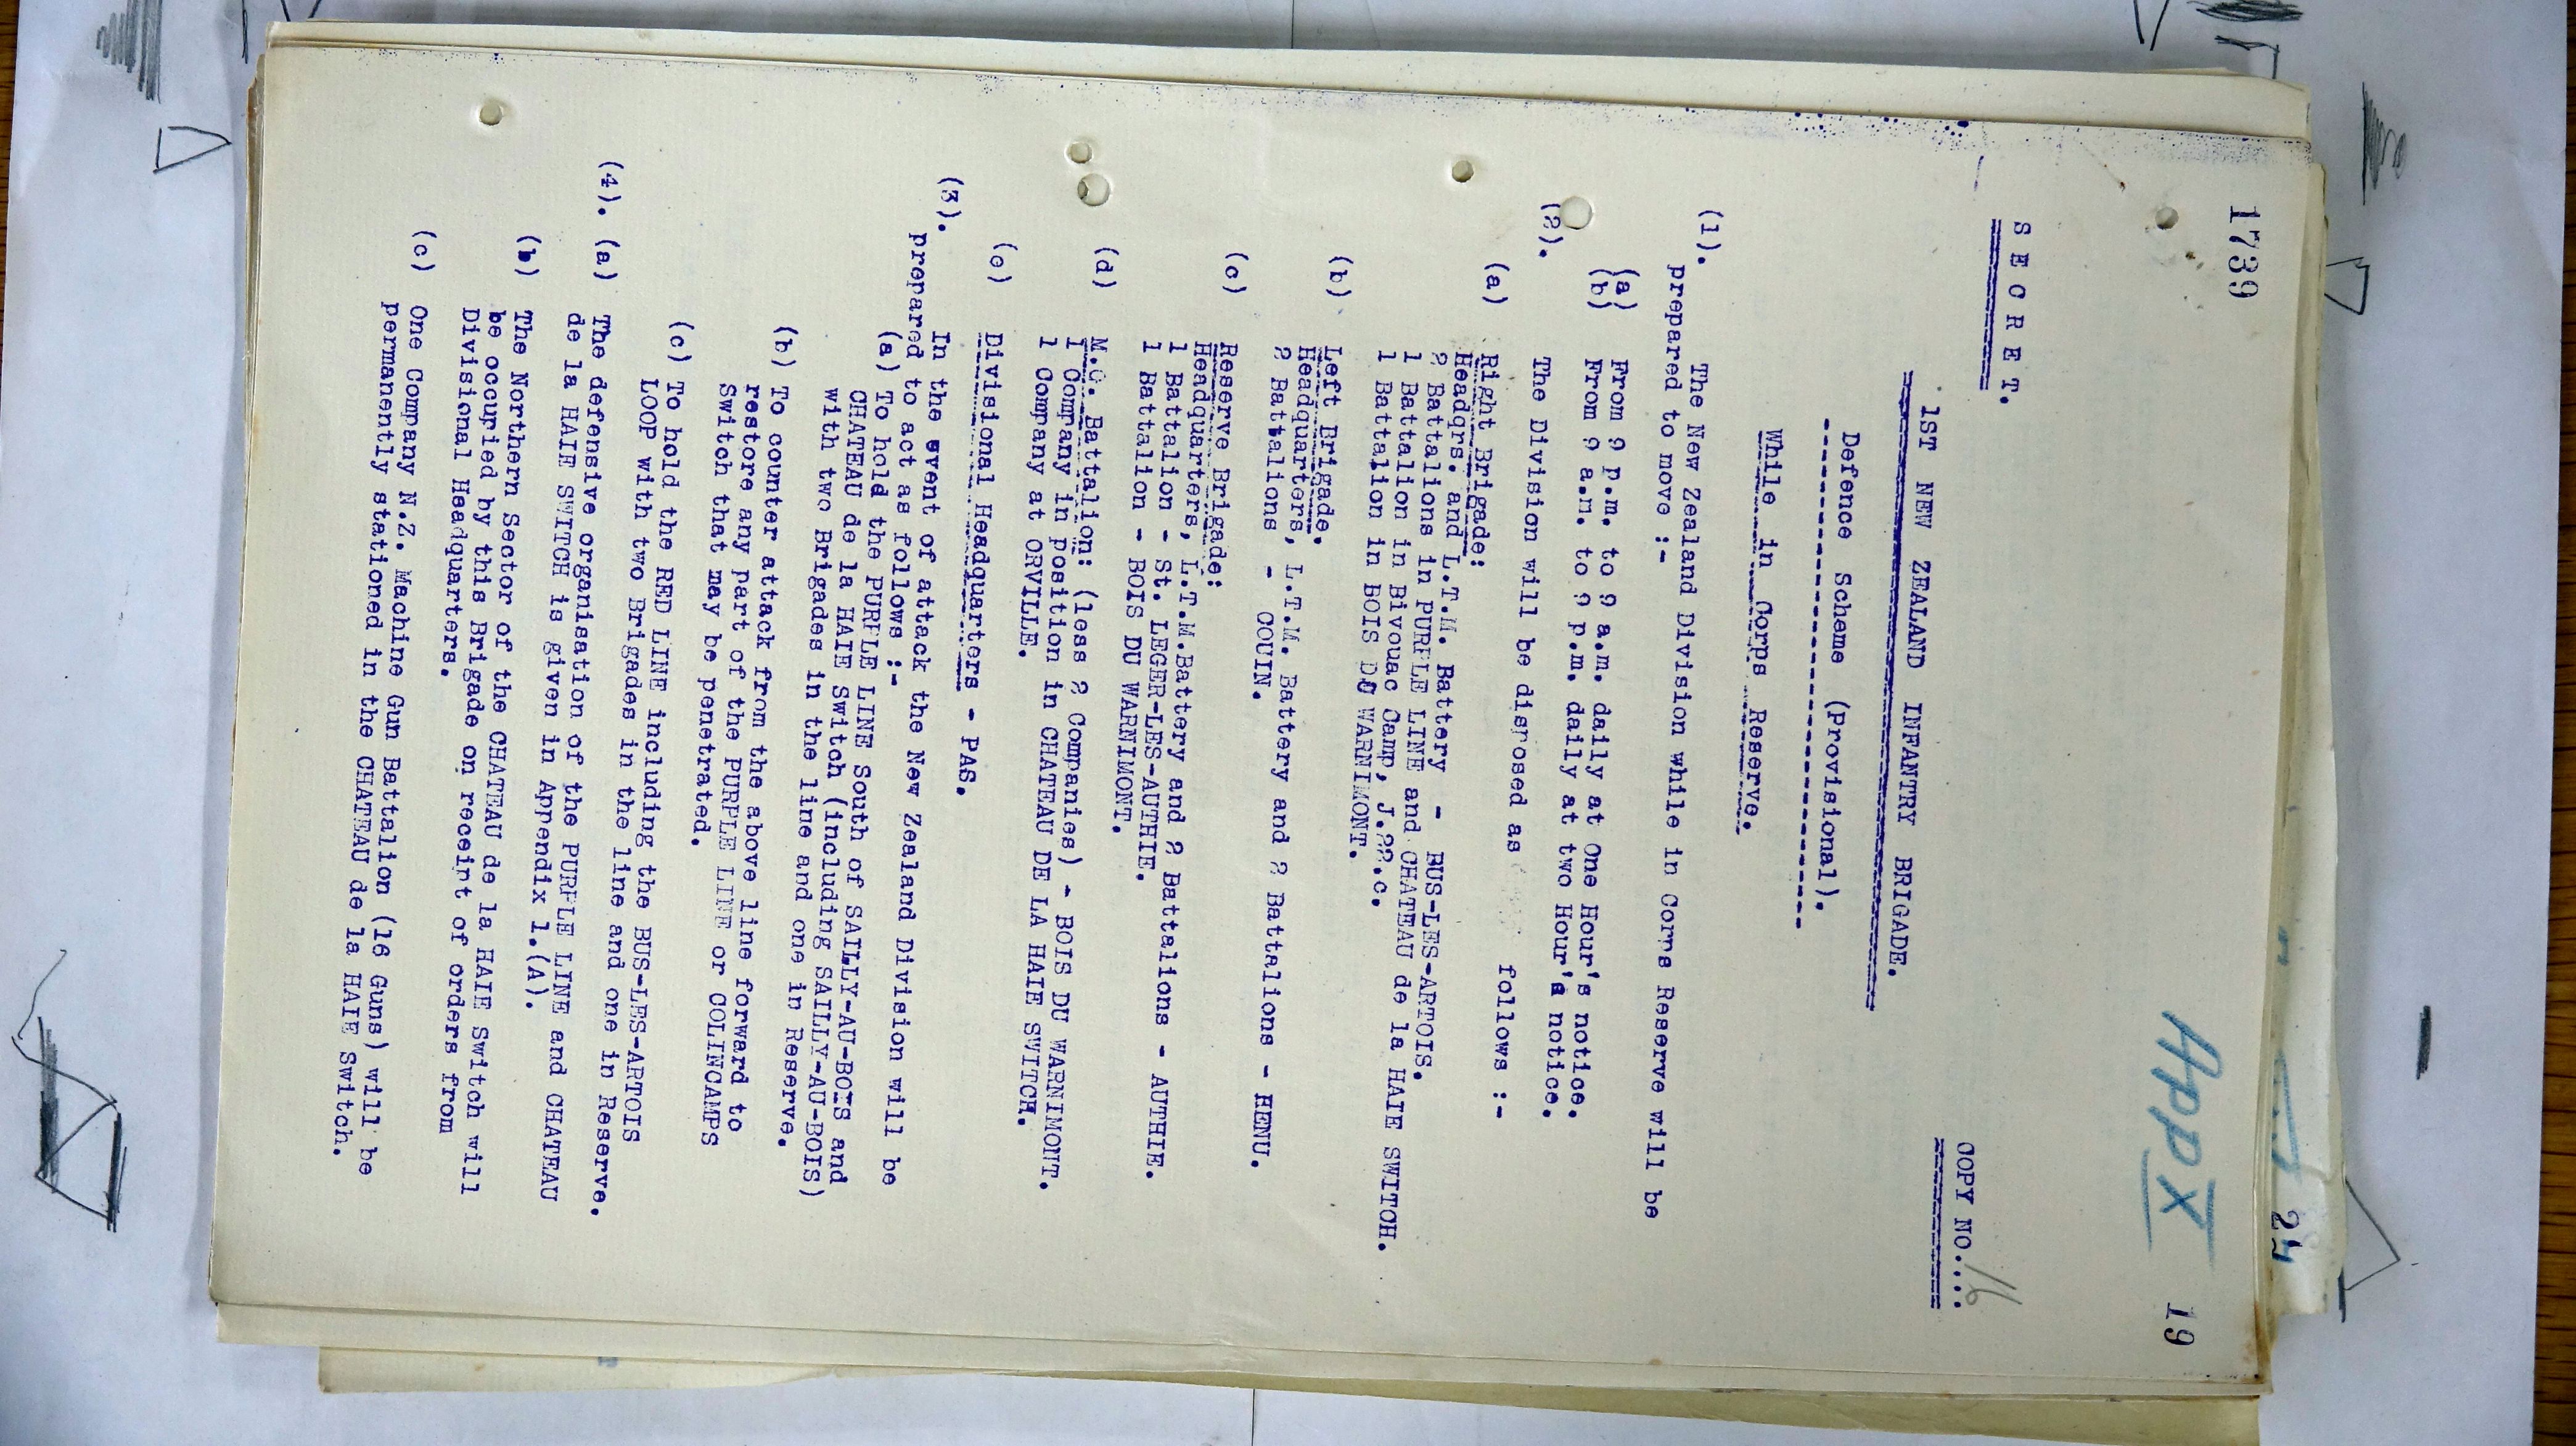 1739
App X
19
24
SECRET.
COPY NO....16
1ST NEW ZEALAND INFANTRY BRIGADE.
Defence Scheme (Provisional).
While in Corps Reserve.
(1). The New Zealand Division while in Corps Reserve will be
prepared to move :-
(a) From 9 p.m. to 9 a.m. daily at One Hour's notice.
(b) From 9 a.m. to 9 p.m. daily at two Hour's notice.
(2). The Division will be disposed as follows :-
(a) Right Brigade:
Headqrs. and L.T.M. Battery - BUS-LES-ARTOIS.
2 Battalions in PURPLE LINE and CHATEAU de la HAIE SWITCH.
1 Battalion in Bivouac Camp, J.22.c.
1 Battalion in BOIS DU WARNIMONT.
(b) Left Brigade.
Headquarters, L.T.M. Battery and 2 Battalions - HENU.
2 Battalions - COUIN.
(c) Reserve Brigade:
Headquarters, L.T.M.Battery and 2 Battalions - AUTHIE.
1 Battalion - St. LEGER-LES-AUTHIE.
1 Battalion - BOIS DU WARNIMONT.
(d) M.G. Battalion: (less 2 Companies) - BOIS DU WARNIMONT.
1 Company in position in CHATEAU DE LA HAIE SWITCH.
1 Company at ORVILLE.
(e) Divisional Headquarters - PAS.
(3). In the event of attack the New Zealand Division will be
prepared to act as follows :-
(a) To hold the PURPLE LINE South of SAILLY-AU-BOIS and
CHATEAU de la HAIE Switch (including SAILLY-AU-BOIS)
with two Brigades in the line and one in Reserve.
(b) To counter attack from the above line forward to
restore any part of the PURPLE LINE or COLINCAMPS
Switch that may be penetrated.
(c) To hold the RED LINE including the BUS-LES-ARTOIS
LOOP with two Brigades in the line and one in Reserve.
(4). (a) The defensive organisation of the PURPLE LINE and CHATEAU
de la HAIE SWITCH is given in Appendix 1.(A).
(b) The Northern Sector of the CHATEAU de la HAIE Switch will
be occupied by this Brigade on receipt of orders from
Divisional Headquarters.
(c) One Company N.Z. Machine Gun Battalion (16 Guns) will be
permanently stationed in the CHATEAU de la HAIE Switch.